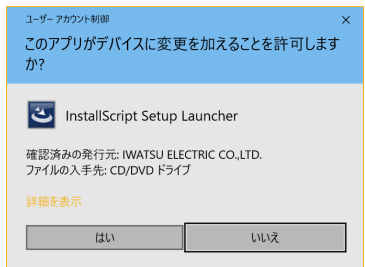 ユーザー アカウント制御
このアプリがデバイスに変更を加えることを許可します
か?
InstallScript Setup Launcher
確認済みの発行元: IWATSU ELECTRIC CO.,LTD.
ファイルの入手先: CD/DVD ドライブ
詳細を表示
はい
いいえ